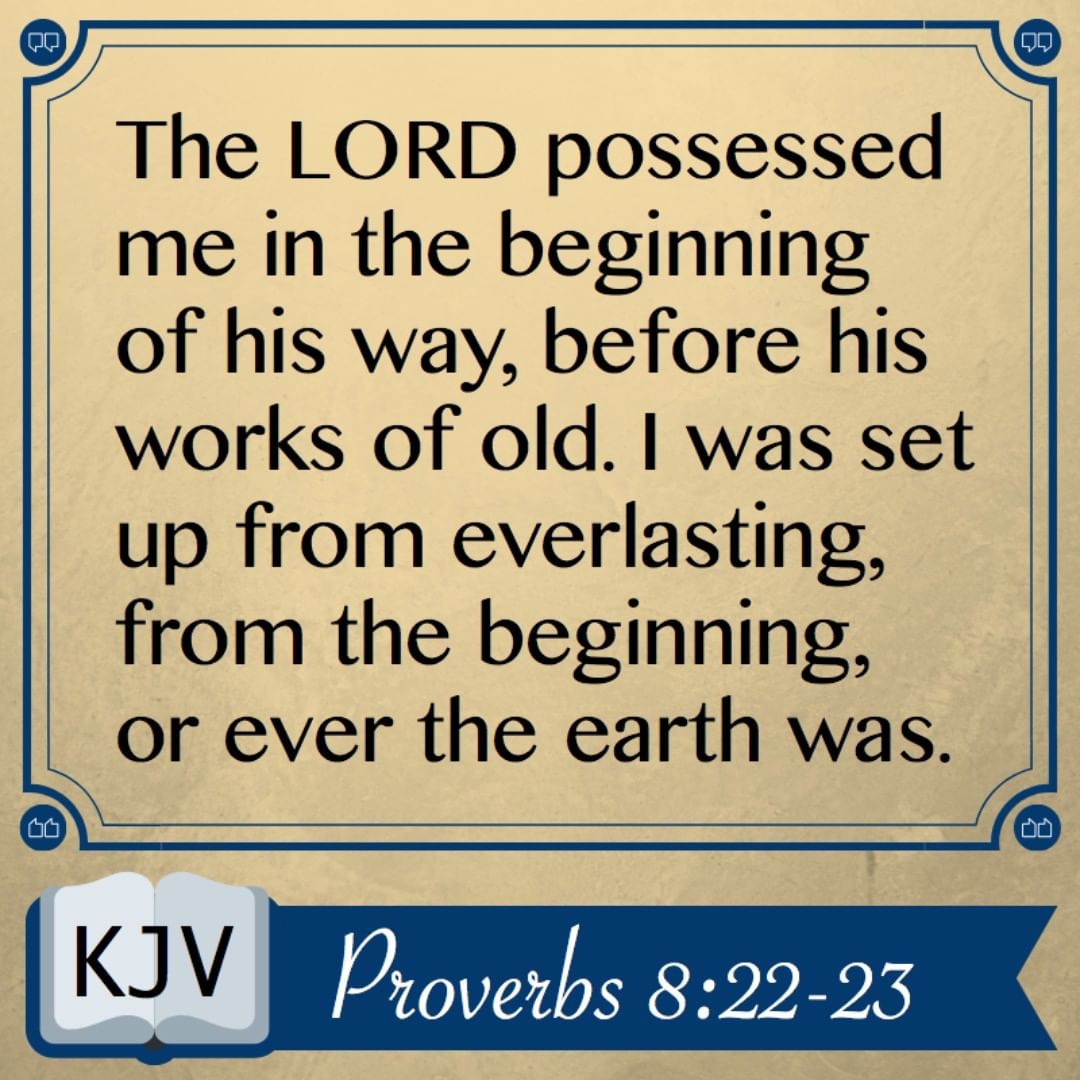 The LORD possessed
me in the beginning
of his way, before his
works of old. I was set
up from everlasting,
from the beginning,
or ever the earth was.
KJV
Proverbs 8:22-23